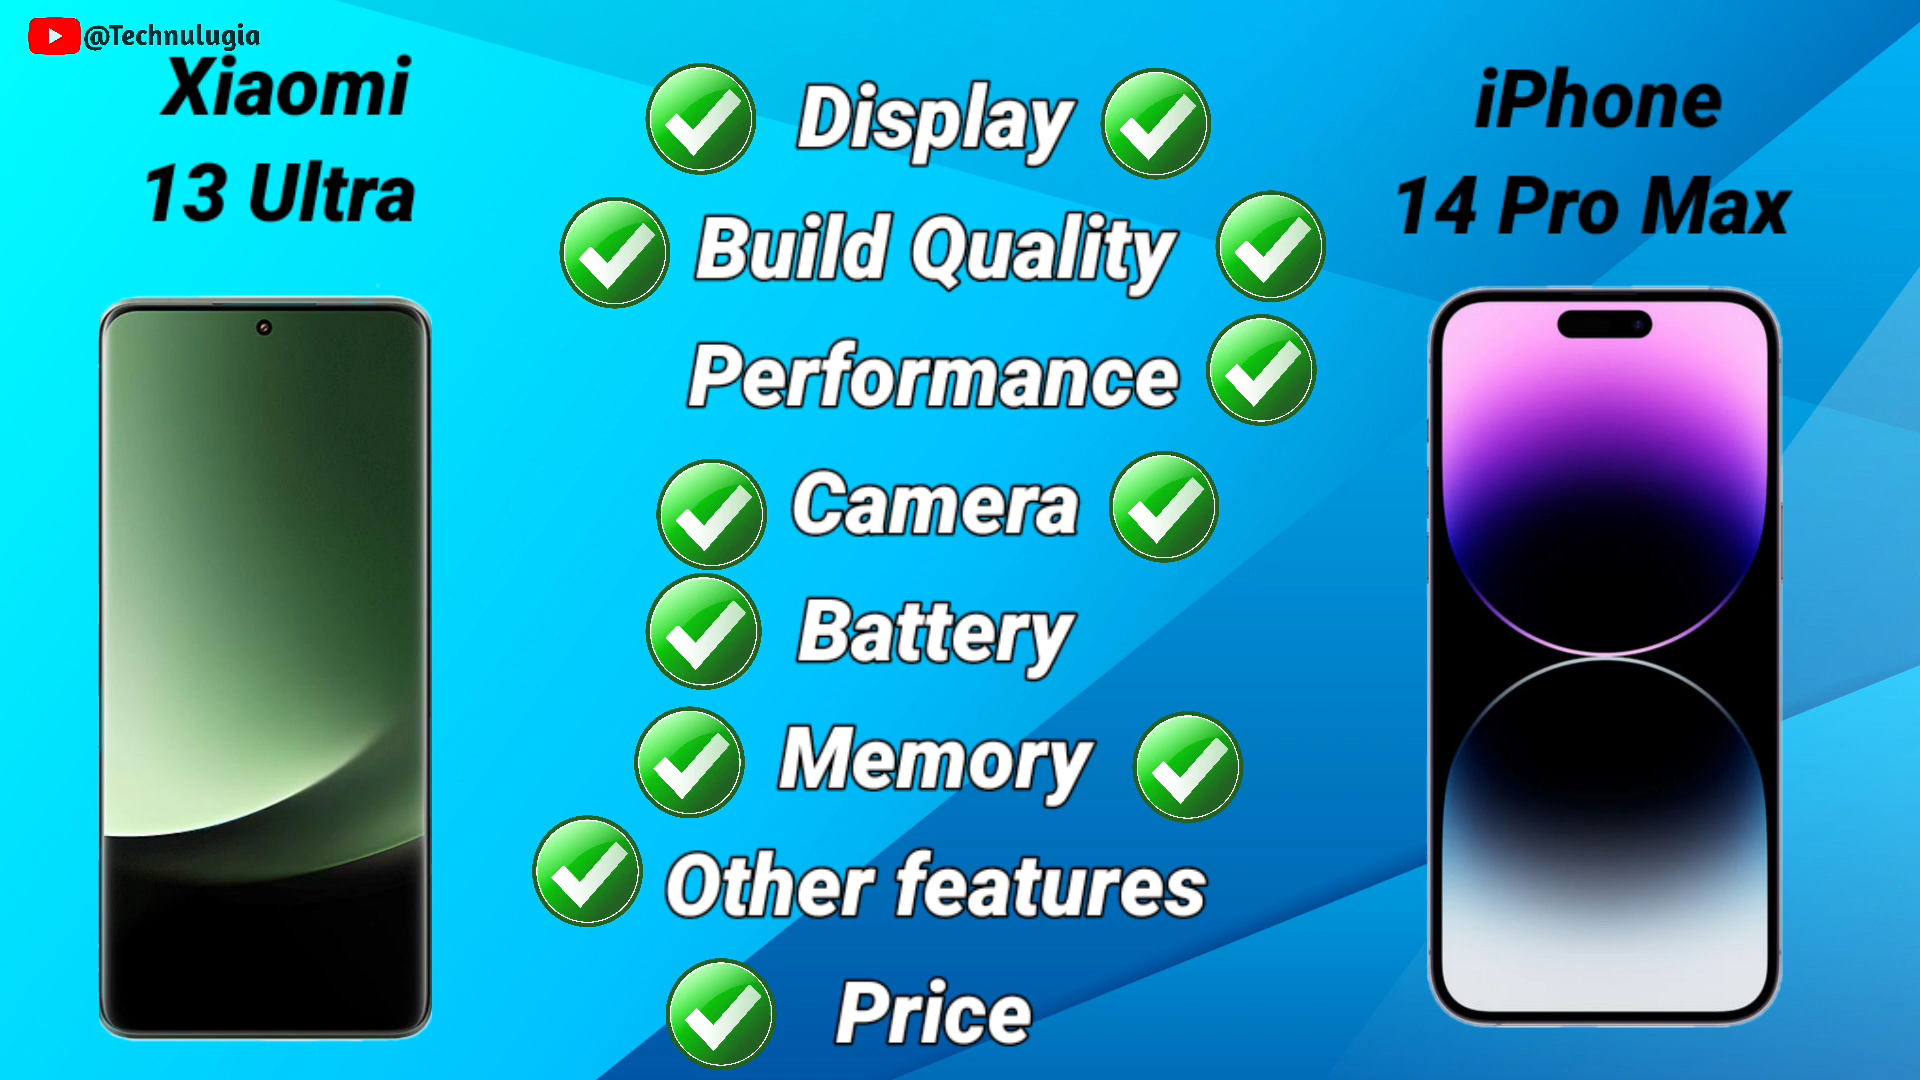 @Technulugia
Xiaomi
13 Ultra
Display
Build Quality
Performance
Camera
Battery
Memory
Other features
Price
iPhone
14 Pro Max